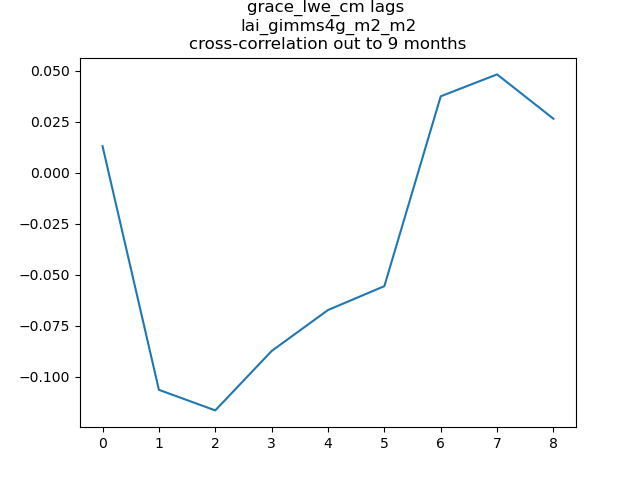 grace_lwe_cm lags
lai_gimms4g_m2_m2
cross-correlation out to 9 months
0.050
0.025
0.000
−0.025
−0.050
−0.075
−0.100
0 1 2 3 4 5 6 7 8